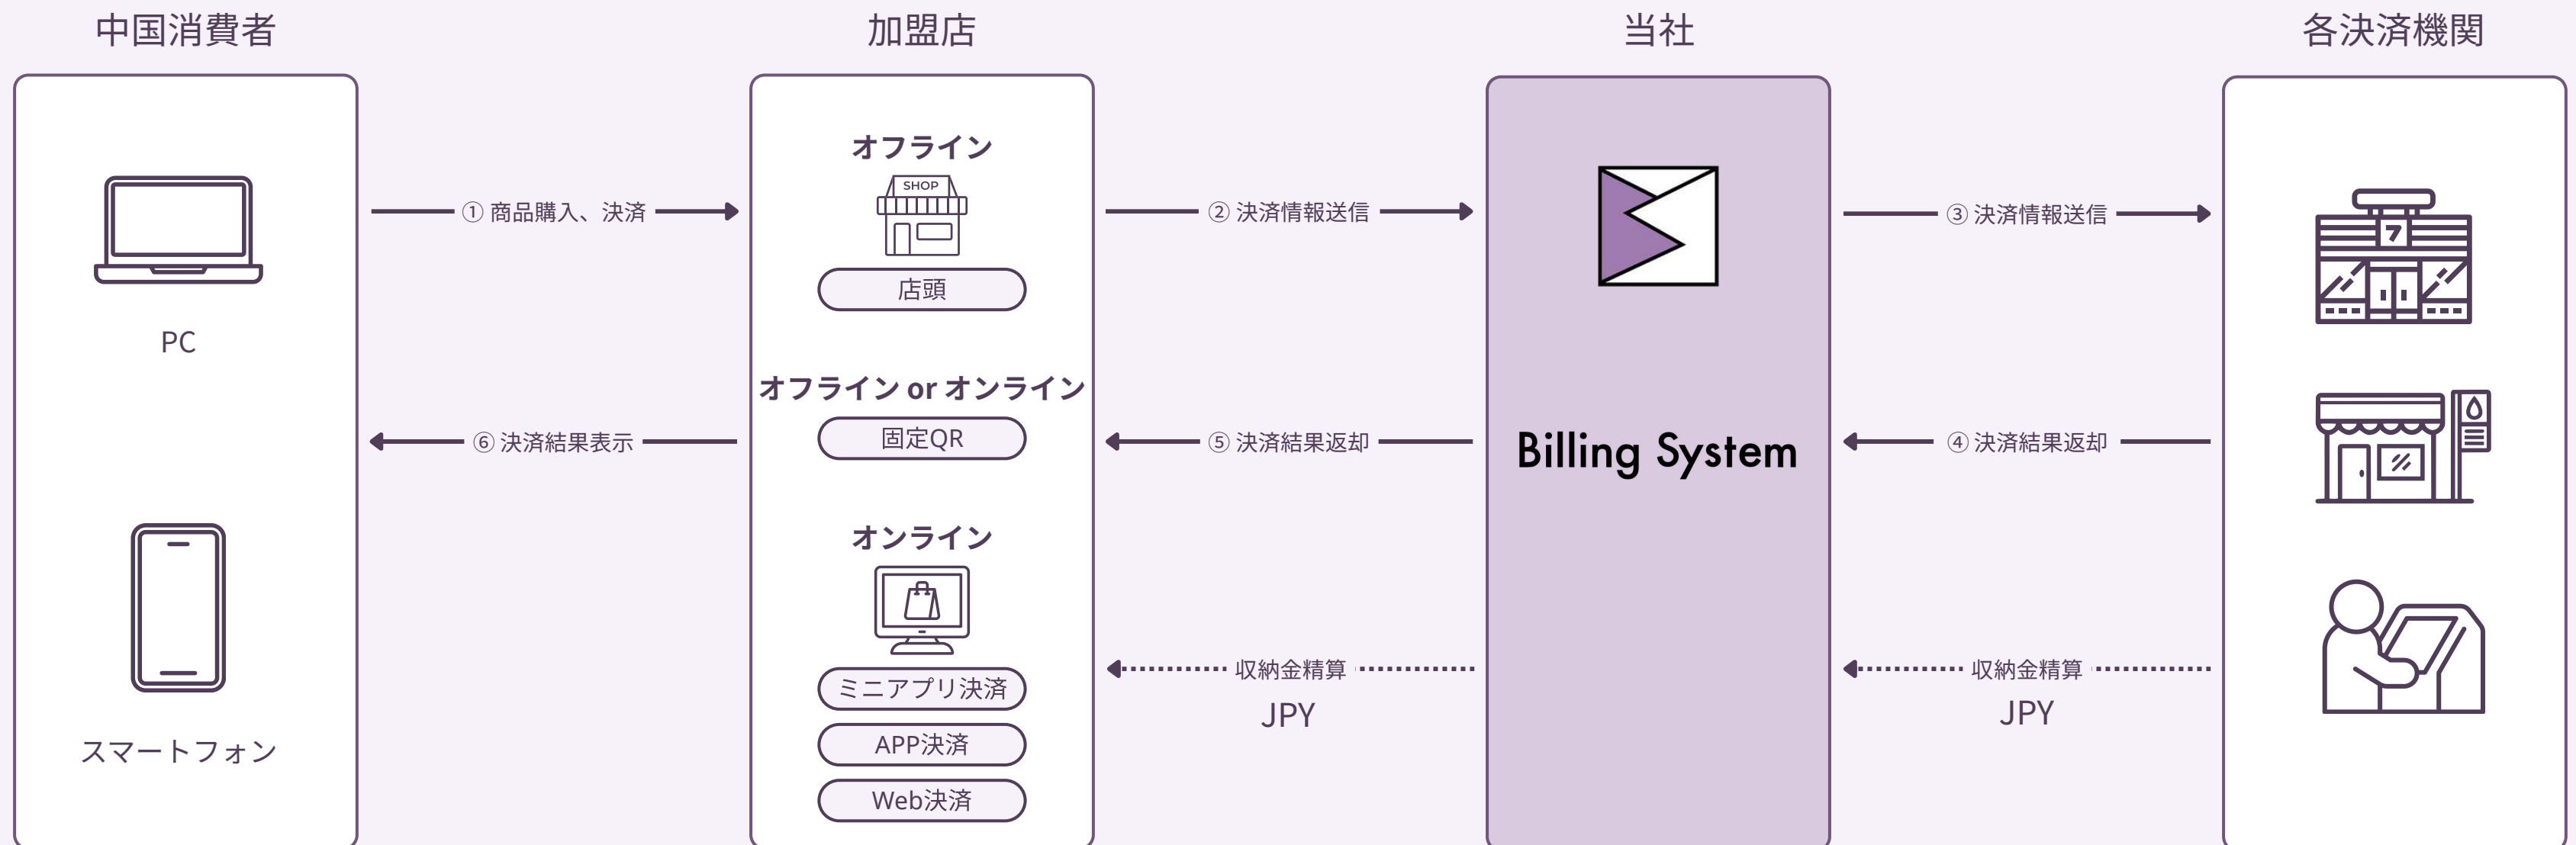 中国消費者
PC
スマートフォン
① 商品購入、決済
⑥ 決済結果表示
加盟店
オフライン
SHOP
店頭
オフライン or オンライン
固定QR
オンライン
ミニアプリ決済
APP決済
Web決済
② 決済情報送信
⑤ 決済結果返却
収納金精算
JPY
当社
Billing System
③ 決済情報送信
④ 決済結果返却
収納金精算
JPY
各決済機関
7